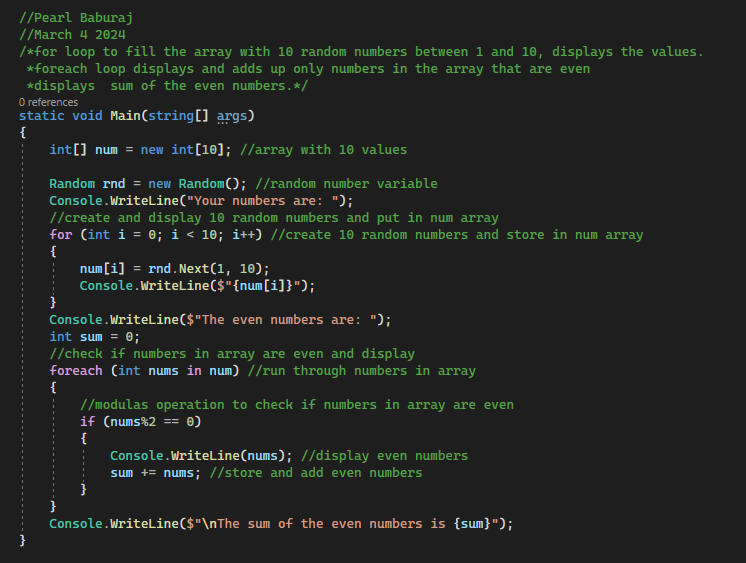 //Pearl Baburaj
//March 4 2024
/*for loop to fill the array with 10 random numbers between 1 and 10, displays the values.
 *foreach loop displays and adds up only numbers in the array that are even
 *displays  sum of the even numbers.*/
0 references
static void Main(string[] args)
{
    int[] num = new int[10]; //array with 10 values

    Random rnd = new Random(); //random number variable
    Console.WriteLine("Your numbers are: ");
    //create and display 10 random numbers and put in num array
    for (int i = 0; i < 10; i++) //create 10 random numbers and store in num array
    {
        num[i] = rnd.Next(1, 10);
        Console.WriteLine($"{num[i]}");
    }
    Console.WriteLine($"The even numbers are: ");
    int sum = 0;
    //check if numbers in array are even and display
    foreach (int nums in num) //run through numbers in array
    {
        //modulas operation to check if numbers in array are even
        if (nums%2 == 0)
        {
            Console.WriteLine(nums); //display even numbers
            sum += nums; //store and add even numbers
        }
    }
    Console.WriteLine($"\nThe sum of the even numbers is {sum}");
}